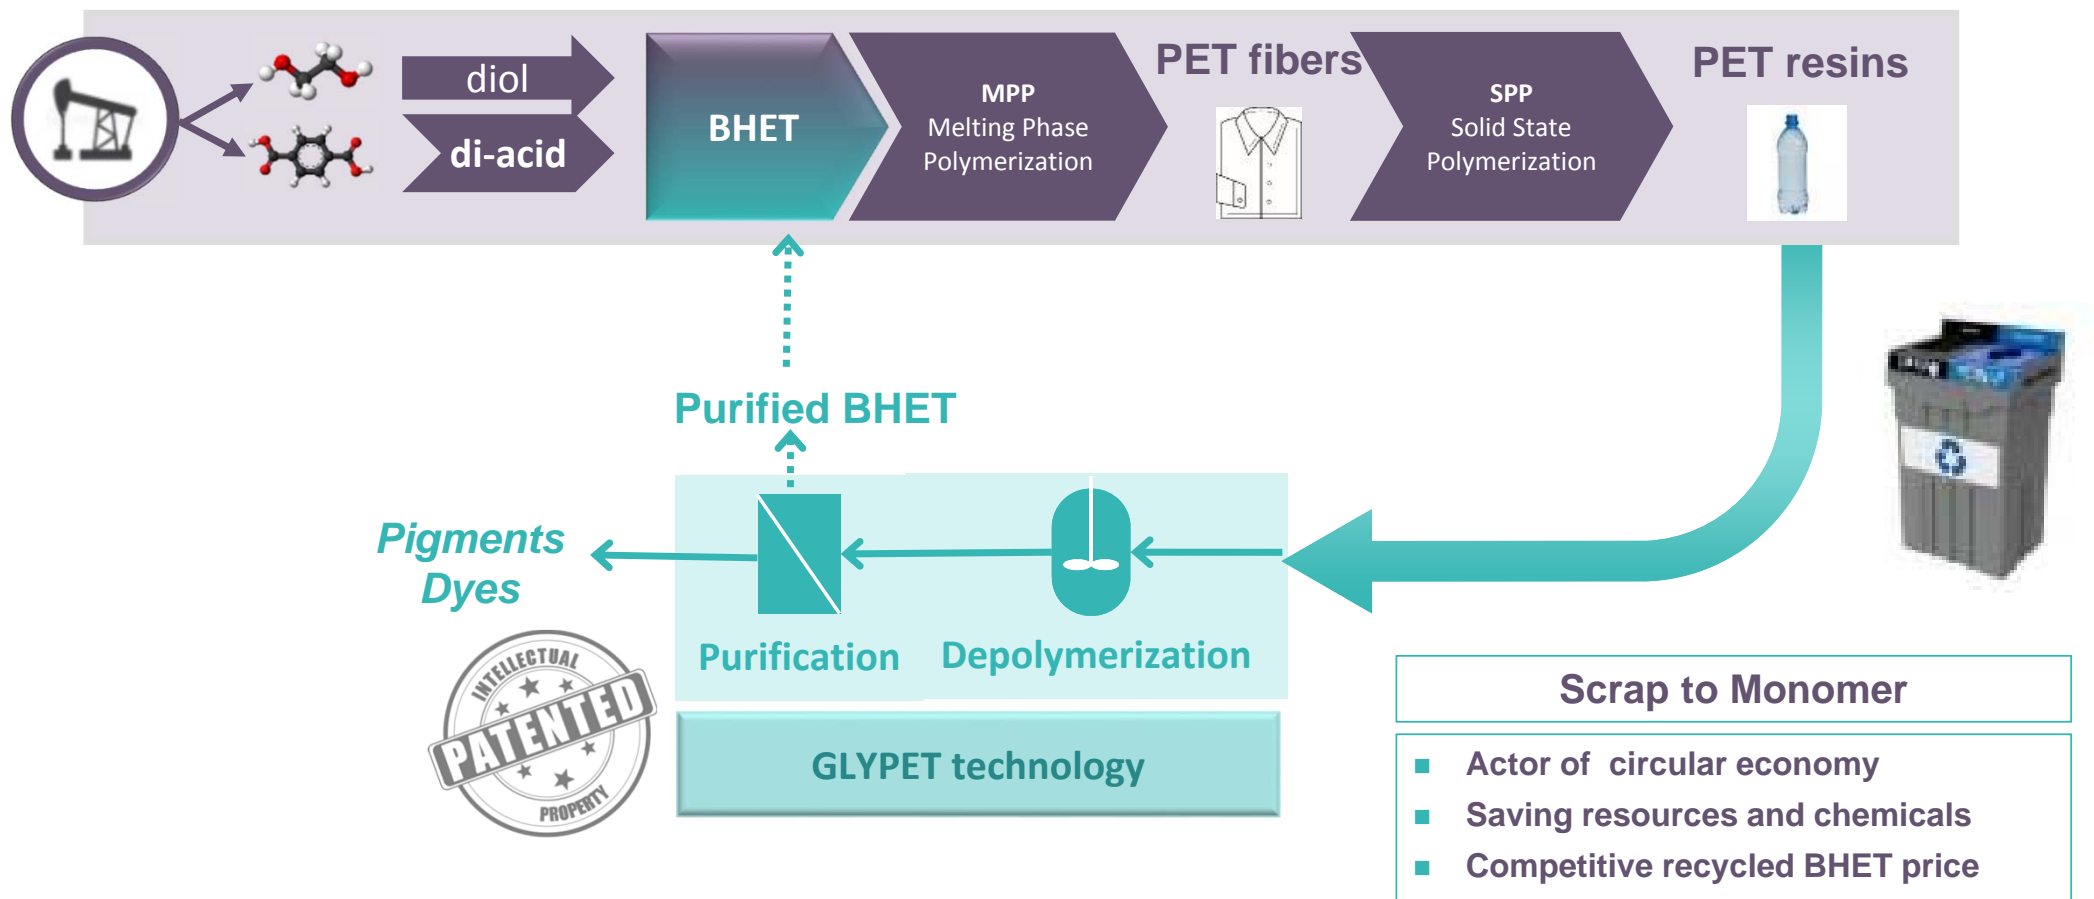 diol
di-acid
BHET
MPP
Melting Phase
Polymerization
PET fibers
SPP
Solid State
Polymerization
PET resins
Purified BHET
Pigments
Dyes
Purification
Depolymerization
INTELLECTUAL
PATENTED
PROPERTY
GLYPET technology
Scrap to Monomer
Actor of  circular economy
Saving resources and chemicals
Competitive recycled BHET price